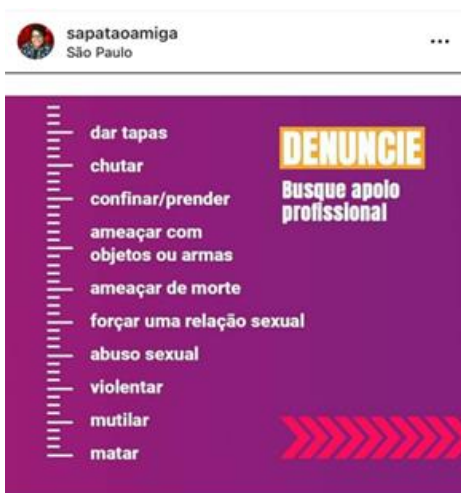 sapataoamiga
São Paulo
dar tapas
chutar
confinar/prender
ameaçar com
objetos ou armas
ameaçar de morte
forçar uma relação sexual
abuso sexual
violentar
mutilar
matar
DENUNCIE
Busque apoio
profissional